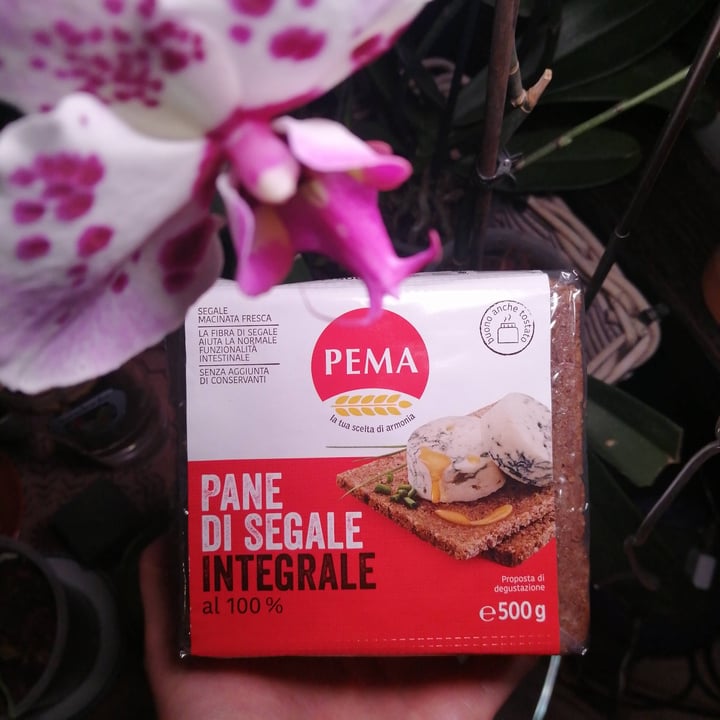 SEGALE
MACINATA FRESCA
LA FIBRA DI SEGALE
AIUTA LA NORMALE
FUNZIONALITÀ
INTESTINALE
SENZA AGGIUNTA
DI CONSERVANTI
PEMA
la tua scelta di armonia
buono anche tostato
PANE
DI SEGALE
INTEGRALE
al 100 %
Proposta di
degustazione
℮500 g